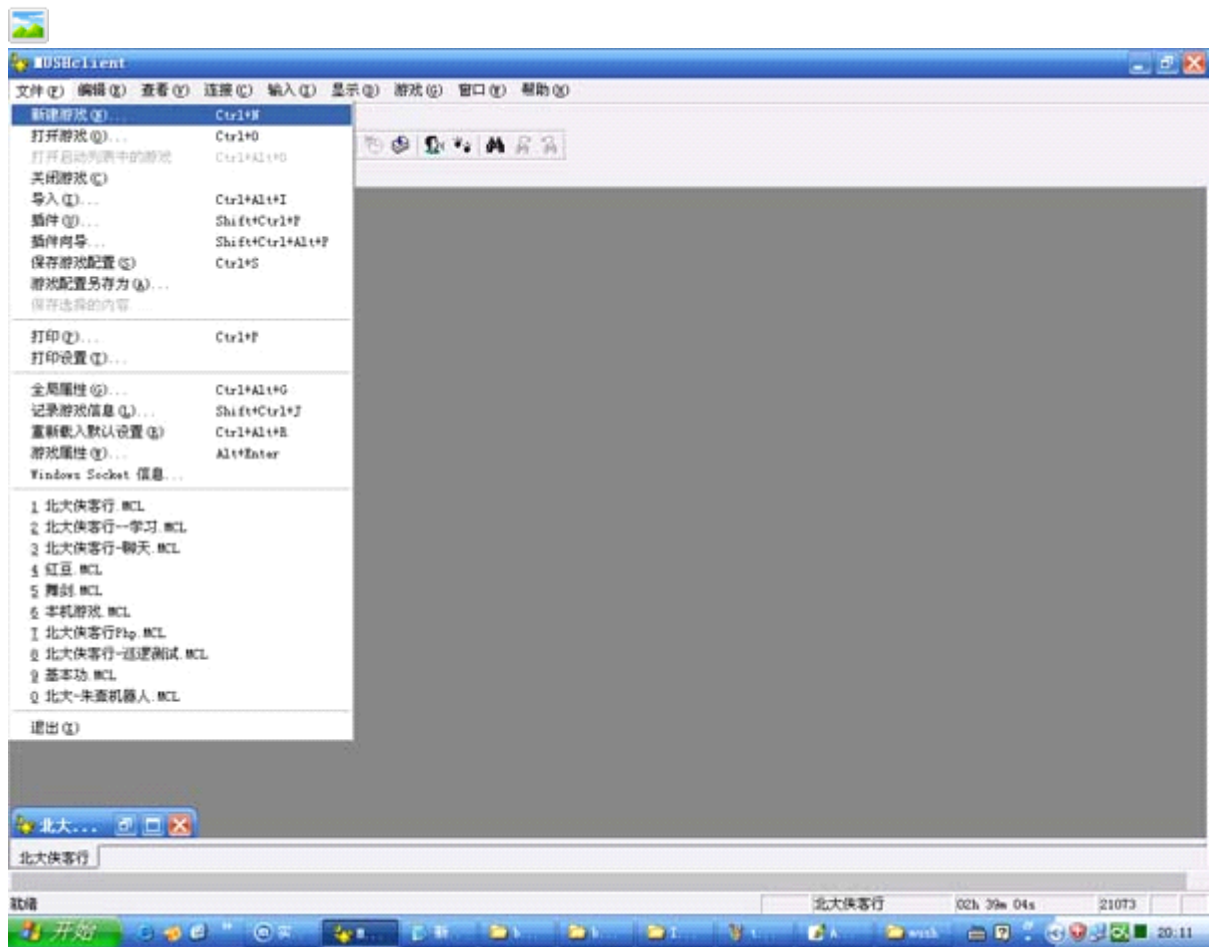 MUSHclient
文件(F) 编辑(E) 查看(V) 连接(C) 输入(I) 显示(D) 游戏(G) 窗口(W) 帮助(H)
新建游戏(N)... Ctrl+N
打开游戏(O)... Ctrl+O
打开启动列表中的游戏 Ctrl+Alt+O
关闭游戏(C)
导入(I)... Ctrl+Alt+I
插件(U)... Shift+Ctrl+P
插件向导... Shift+Ctrl+Alt+P
保存游戏配置(S) Ctrl+S
游戏配置另存为(A)...
保存选择的内容...
打印(P)... Ctrl+P
打印设置(T)...
全局属性(G)... Ctrl+Alt+G
记录游戏信息(L)... Shift+Ctrl+J
重新载入默认设置(R) Ctrl+Alt+R
游戏属性... Alt+Enter
Windows Socket 信息...
1 北大侠客行.MCL
2 北大侠客行--学习.MCL
3 北大侠客行-聊天.MCL
4 红豆.MCL
5 舞剑.MCL
6 本机游戏.MCL
7 北大侠客行Php.MCL
8 北大侠客行-巡逻测试.MCL
9 基本功.MCL
0 北大-朱查机器人.MCL
退出(X)
北大...
北大侠客行
就绪 北大侠客行 02h 39m 04s 21073
开始 20:11